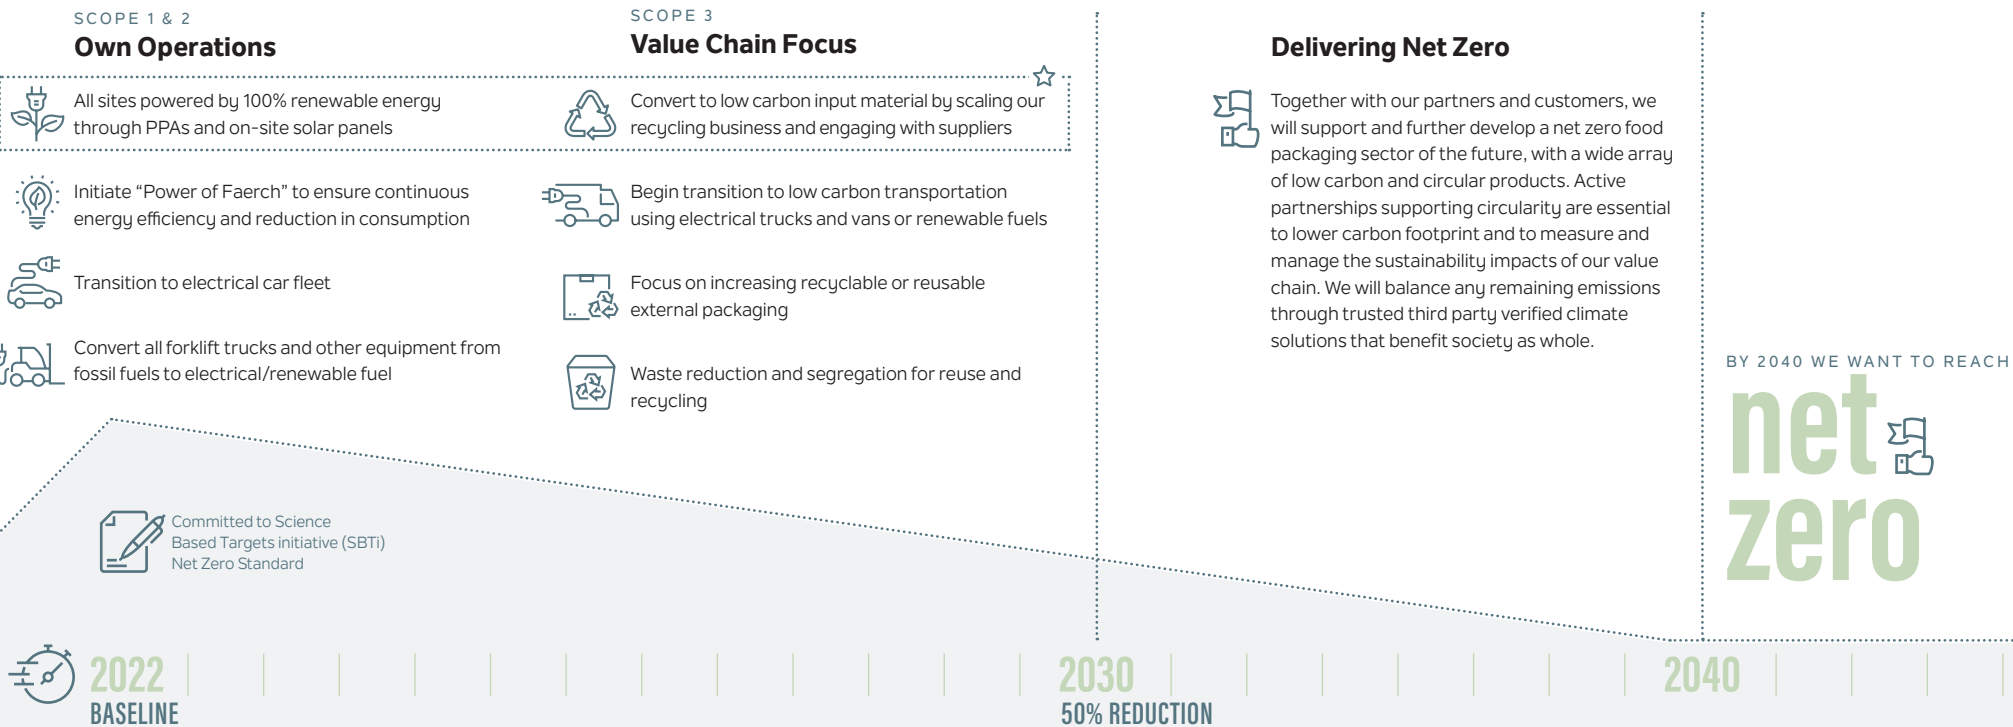 SCOPE 1 & 2
Own Operations
All sites powered by 100% renewable energy
through PPAs and on-site solar panels
Initiate “Power of Faerch” to ensure continuous
energy efficiency and reduction in consumption
Transition to electrical car fleet
Convert all forklift trucks and other equipment from
fossil fuels to electrical/renewable fuel
SCOPE 3
Value Chain Focus
Convert to low carbon input material by scaling our
recycling business and engaging with suppliers
Begin transition to low carbon transportation
using electrical trucks and vans or renewable fuels
Focus on increasing recyclable or reusable
external packaging
Waste reduction and segregation for reuse and
recycling
Delivering Net Zero
Together with our partners and customers, we
will support and further develop a net zero food
packaging sector of the future, with a wide array
of low carbon and circular products. Active
partnerships supporting circularity are essential
to lower carbon footprint and to measure and
manage the sustainability impacts of our value
chain. We will balance any remaining emissions
through trusted third party verified climate
solutions that benefit society as whole.
BY 2040 WE WANT TO REACH
net
zero
Committed to Science
Based Targets initiative (SBTi)
Net Zero Standard
2022
BASELINE
2030
50% REDUCTION
2040